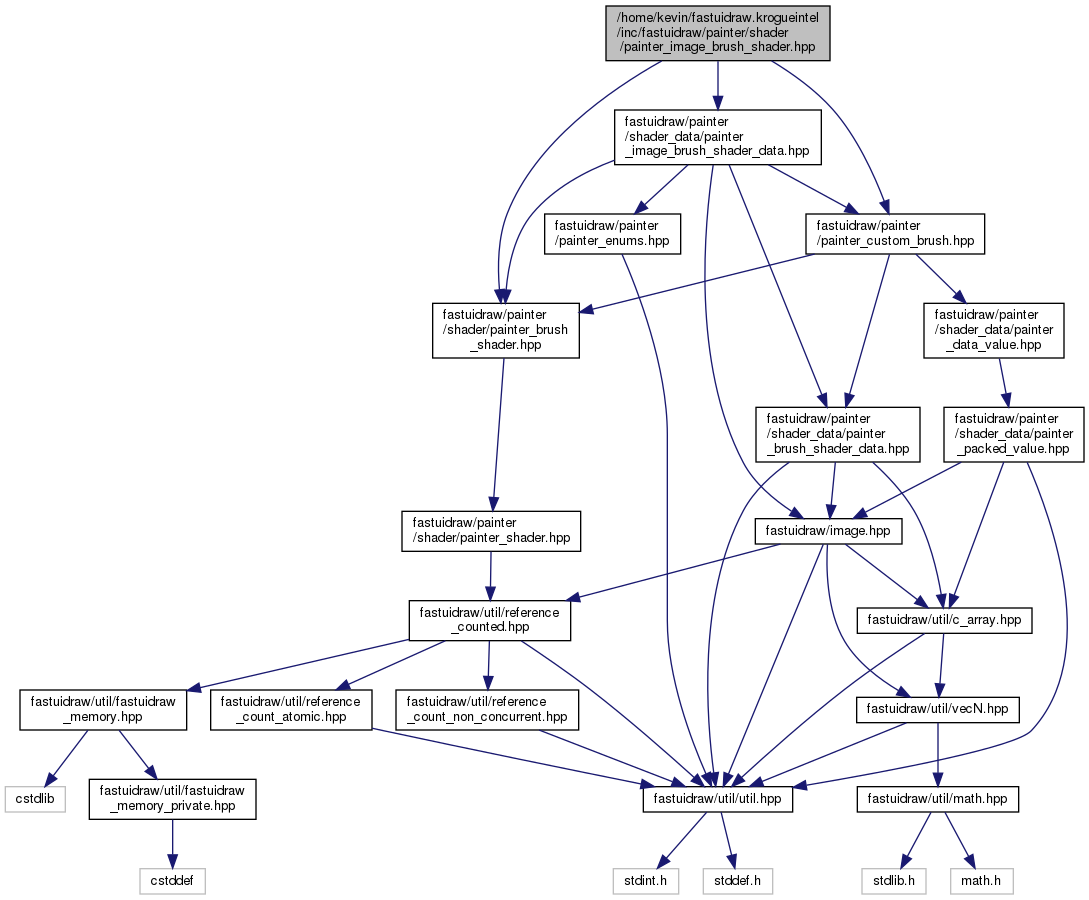 /home/kevin/fastuidraw.krogueintel
/inc/fastuidraw/painter/shader
/painter_image_brush_shader.hpp
fastuidraw/painter
/shader_data/painter
_image_brush_shader_data.hpp
fastuidraw/painter
/painter_enums.hpp
fastuidraw/painter
/painter_custom_brush.hpp
fastuidraw/painter
/shader/painter_brush
_shader.hpp
fastuidraw/painter
/shader_data/painter
_data_value.hpp
fastuidraw/painter
/shader_data/painter
_brush_shader_data.hpp
fastuidraw/painter
/shader_data/painter
_packed_value.hpp
fastuidraw/painter
/shader/painter_shader.hpp
fastuidraw/image.hpp
fastuidraw/util/reference
_counted.hpp
fastuidraw/util/c_array.hpp
fastuidraw/util/fastuidraw
_memory.hpp
fastuidraw/util/reference
_count_atomic.hpp
fastuidraw/util/reference
_count_non_concurrent.hpp
fastuidraw/util/vecN.hpp
cstdlib
fastuidraw/util/fastuidraw
_memory_private.hpp
fastuidraw/util/util.hpp
fastuidraw/util/math.hpp
cstddef
stdint.h
stddef.h
stdlib.h
math.h